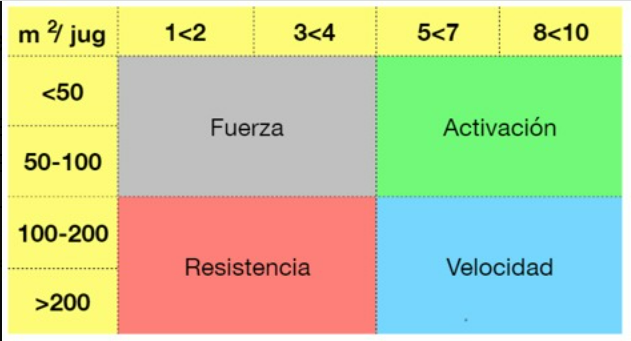 m ²/ jug 1<2 3<4 5<7 8<10
<50
Fuerza Activación
50-100
100-200
Resistencia Velocidad
>200